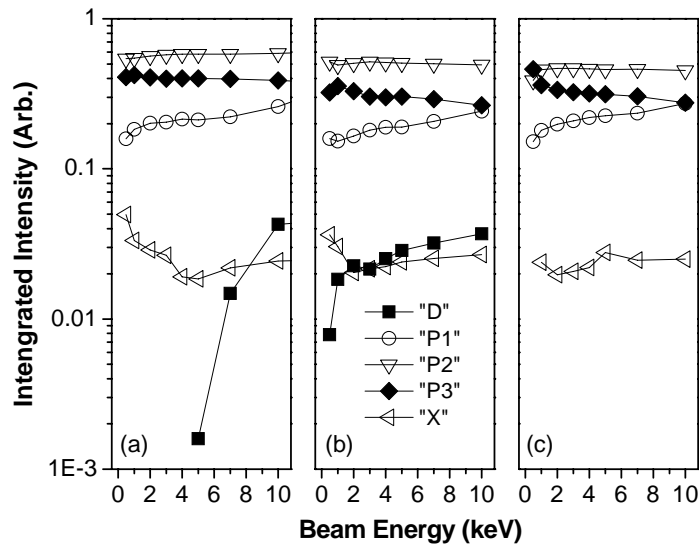 1
0.1
0.01
1E-3
Intengrated Intensity (Arb.)
(a)
(b)
(c)
"D"
"P1"
"P2"
"P3"
"X"
0 2 4 6 8 10
0 2 4 6 8 10
0 2 4 6 8 10
Beam Energy (keV)